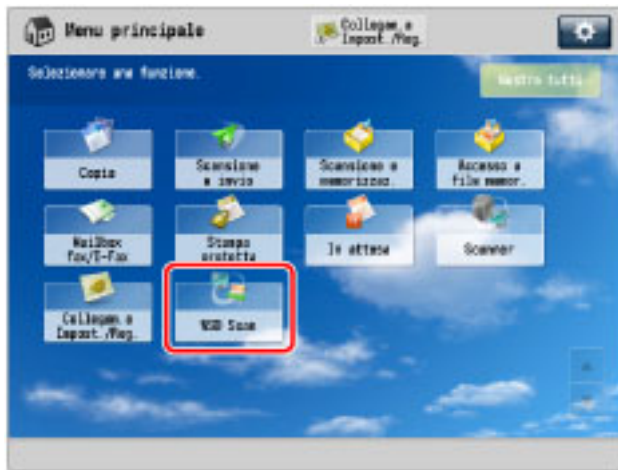 Menu principale
Collegam. a
Impost./Reg.
Selezionare una funzione.
Mostra tutti
Copia
Scansione
e invio
Scansione e
memorizzaz.
Accesso a
file memor.
Mailbox
fax/I-Fax
Stampa
protetta
In attesa
Scanner
Collegam. a
Impost./Reg.
WSD Scan